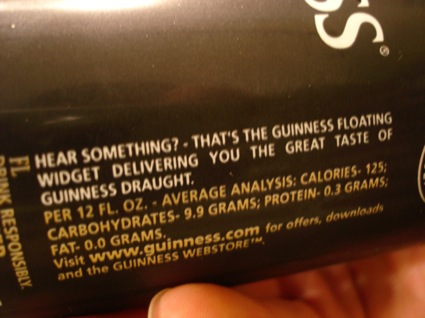 SS®
HEAR SOMETHING? - THAT'S THE GUINNESS FLOATING
WIDGET DELIVERING YOU THE GREAT TASTE OF
GUINNESS DRAUGHT.
PER 12 FL. OZ. - AVERAGE ANALYSIS: CALORIES- 125;
CARBOHYDRATES- 9.9 GRAMS; PROTEIN- 0.3 GRAMS;
FAT- 0.0 GRAMS.
Visit www.guinness.com for offers, downloads
and the GUINNESS WEBSTORE™.
FL
DRINK RESPONSIBLY.